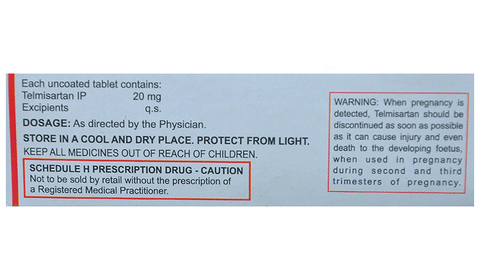 Each uncoated tablet contains:
Telmisartan IP 20 mg
Excipients q.s.
DOSAGE: As directed by the Physician.
STORE IN A COOL AND DRY PLACE. PROTECT FROM LIGHT.
KEEP ALL MEDICINES OUT OF REACH OF CHILDREN.
SCHEDULE H PRESCRIPTION DRUG - CAUTION
Not to be sold by retail without the prescription of
a Registered Medical Practitioner.
WARNING: When pregnancy is
detected, Telmisartan should be
discontinued as soon as possible
as it can cause injury and even
death to the developing foetus,
when used in pregnancy
during second and third
trimesters of pregnancy.